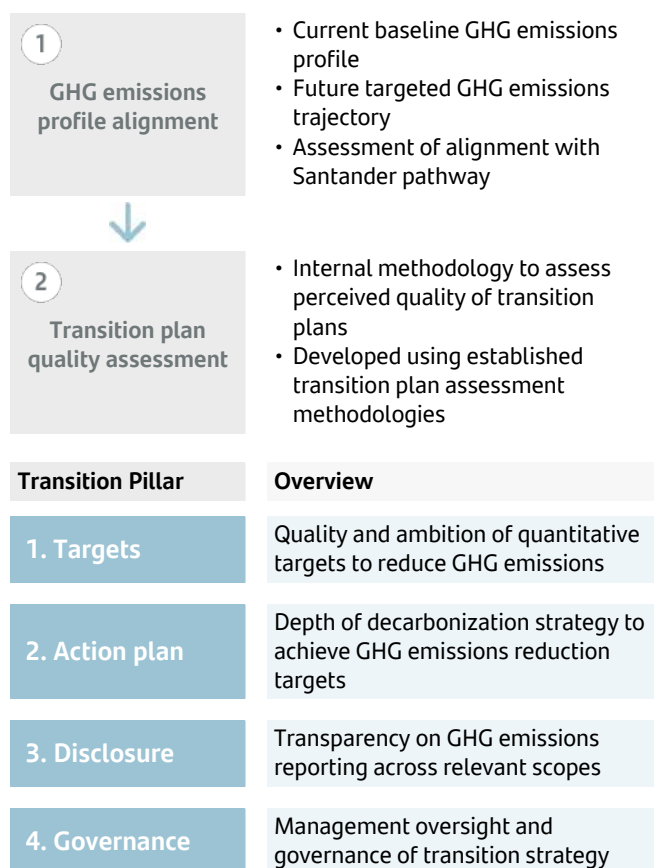 1
GHG emissions
profile alignment
• Current baseline GHG emissions
profile
• Future targeted GHG emissions
trajectory
• Assessment of alignment with
Santander pathway
2
Transition plan
quality assessment
• Internal methodology to assess
perceived quality of transition
plans
• Developed using established
transition plan assessment
methodologies
Transition Pillar
Overview
1. Targets
Quality and ambition of quantitative
targets to reduce GHG emissions
2. Action plan
Depth of decarbonization strategy to
achieve GHG emissions reduction
targets
3. Disclosure
Transparency on GHG emissions
reporting across relevant scopes
4. Governance
Management oversight and
governance of transition strategy